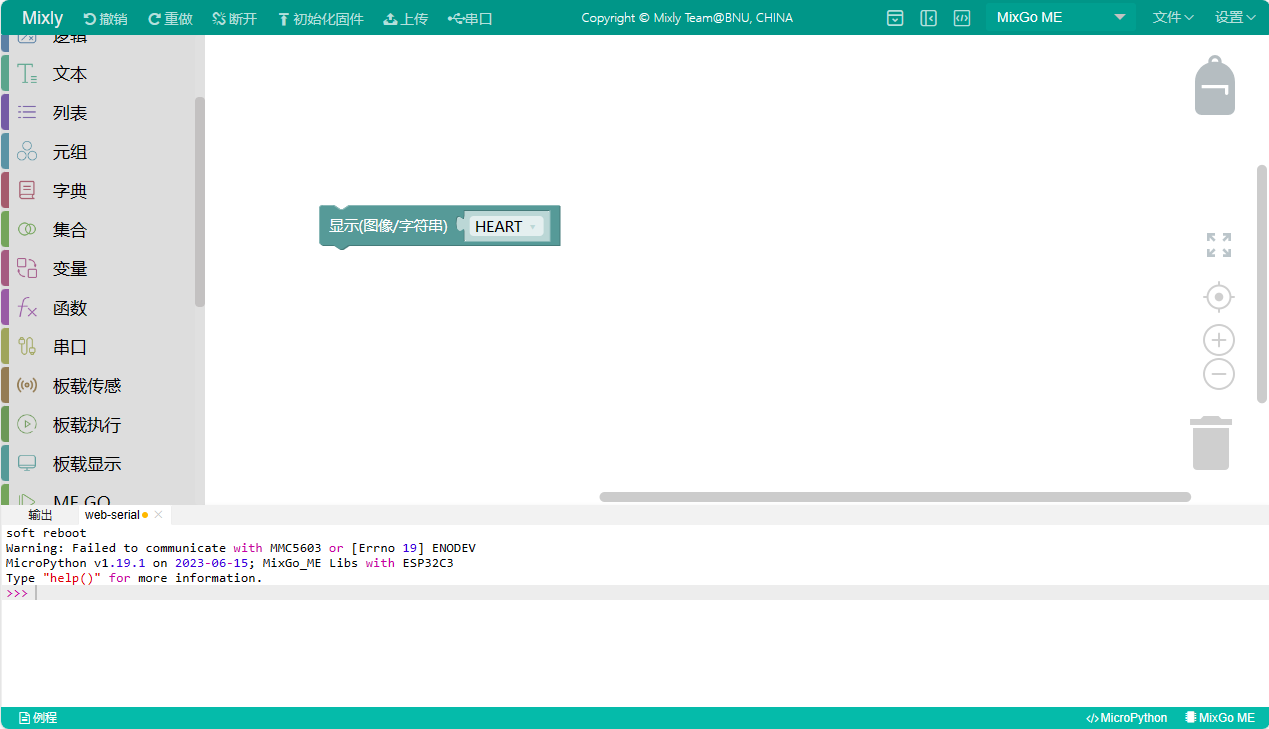 Mixly 撤销 重做 断开 初始化固件 上传 串口 Copyright © Mixly Team@BNU, CHINA MixGo ME 文件 设置
逻辑
文本
列表
元组
字典
集合
变量
函数
串口
板载传感
板载执行
板载显示
ME GO
显示(图像/字符串) HEART
输出 web-serial
soft reboot
Warning: Failed to communicate with MMC5603 or [Errno 19] ENODEV
MicroPython v1.19.1 on 2023-06-15; MixGo_ME Libs with ESP32C3
Type "help()" for more information.
>>>
例程 MicroPython MixGo ME